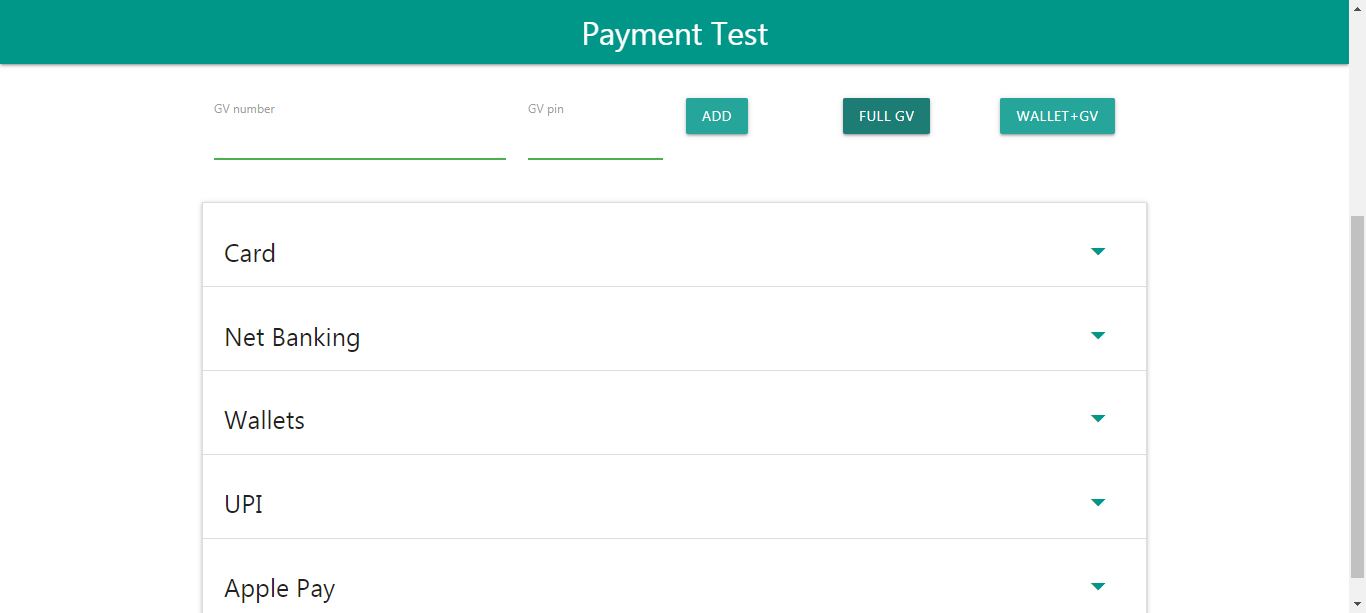 Payment Test
GV number
GV pin
ADD
FULL GV
WALLET+GV
Card
Net Banking
Wallets
UPI
Apple Pay